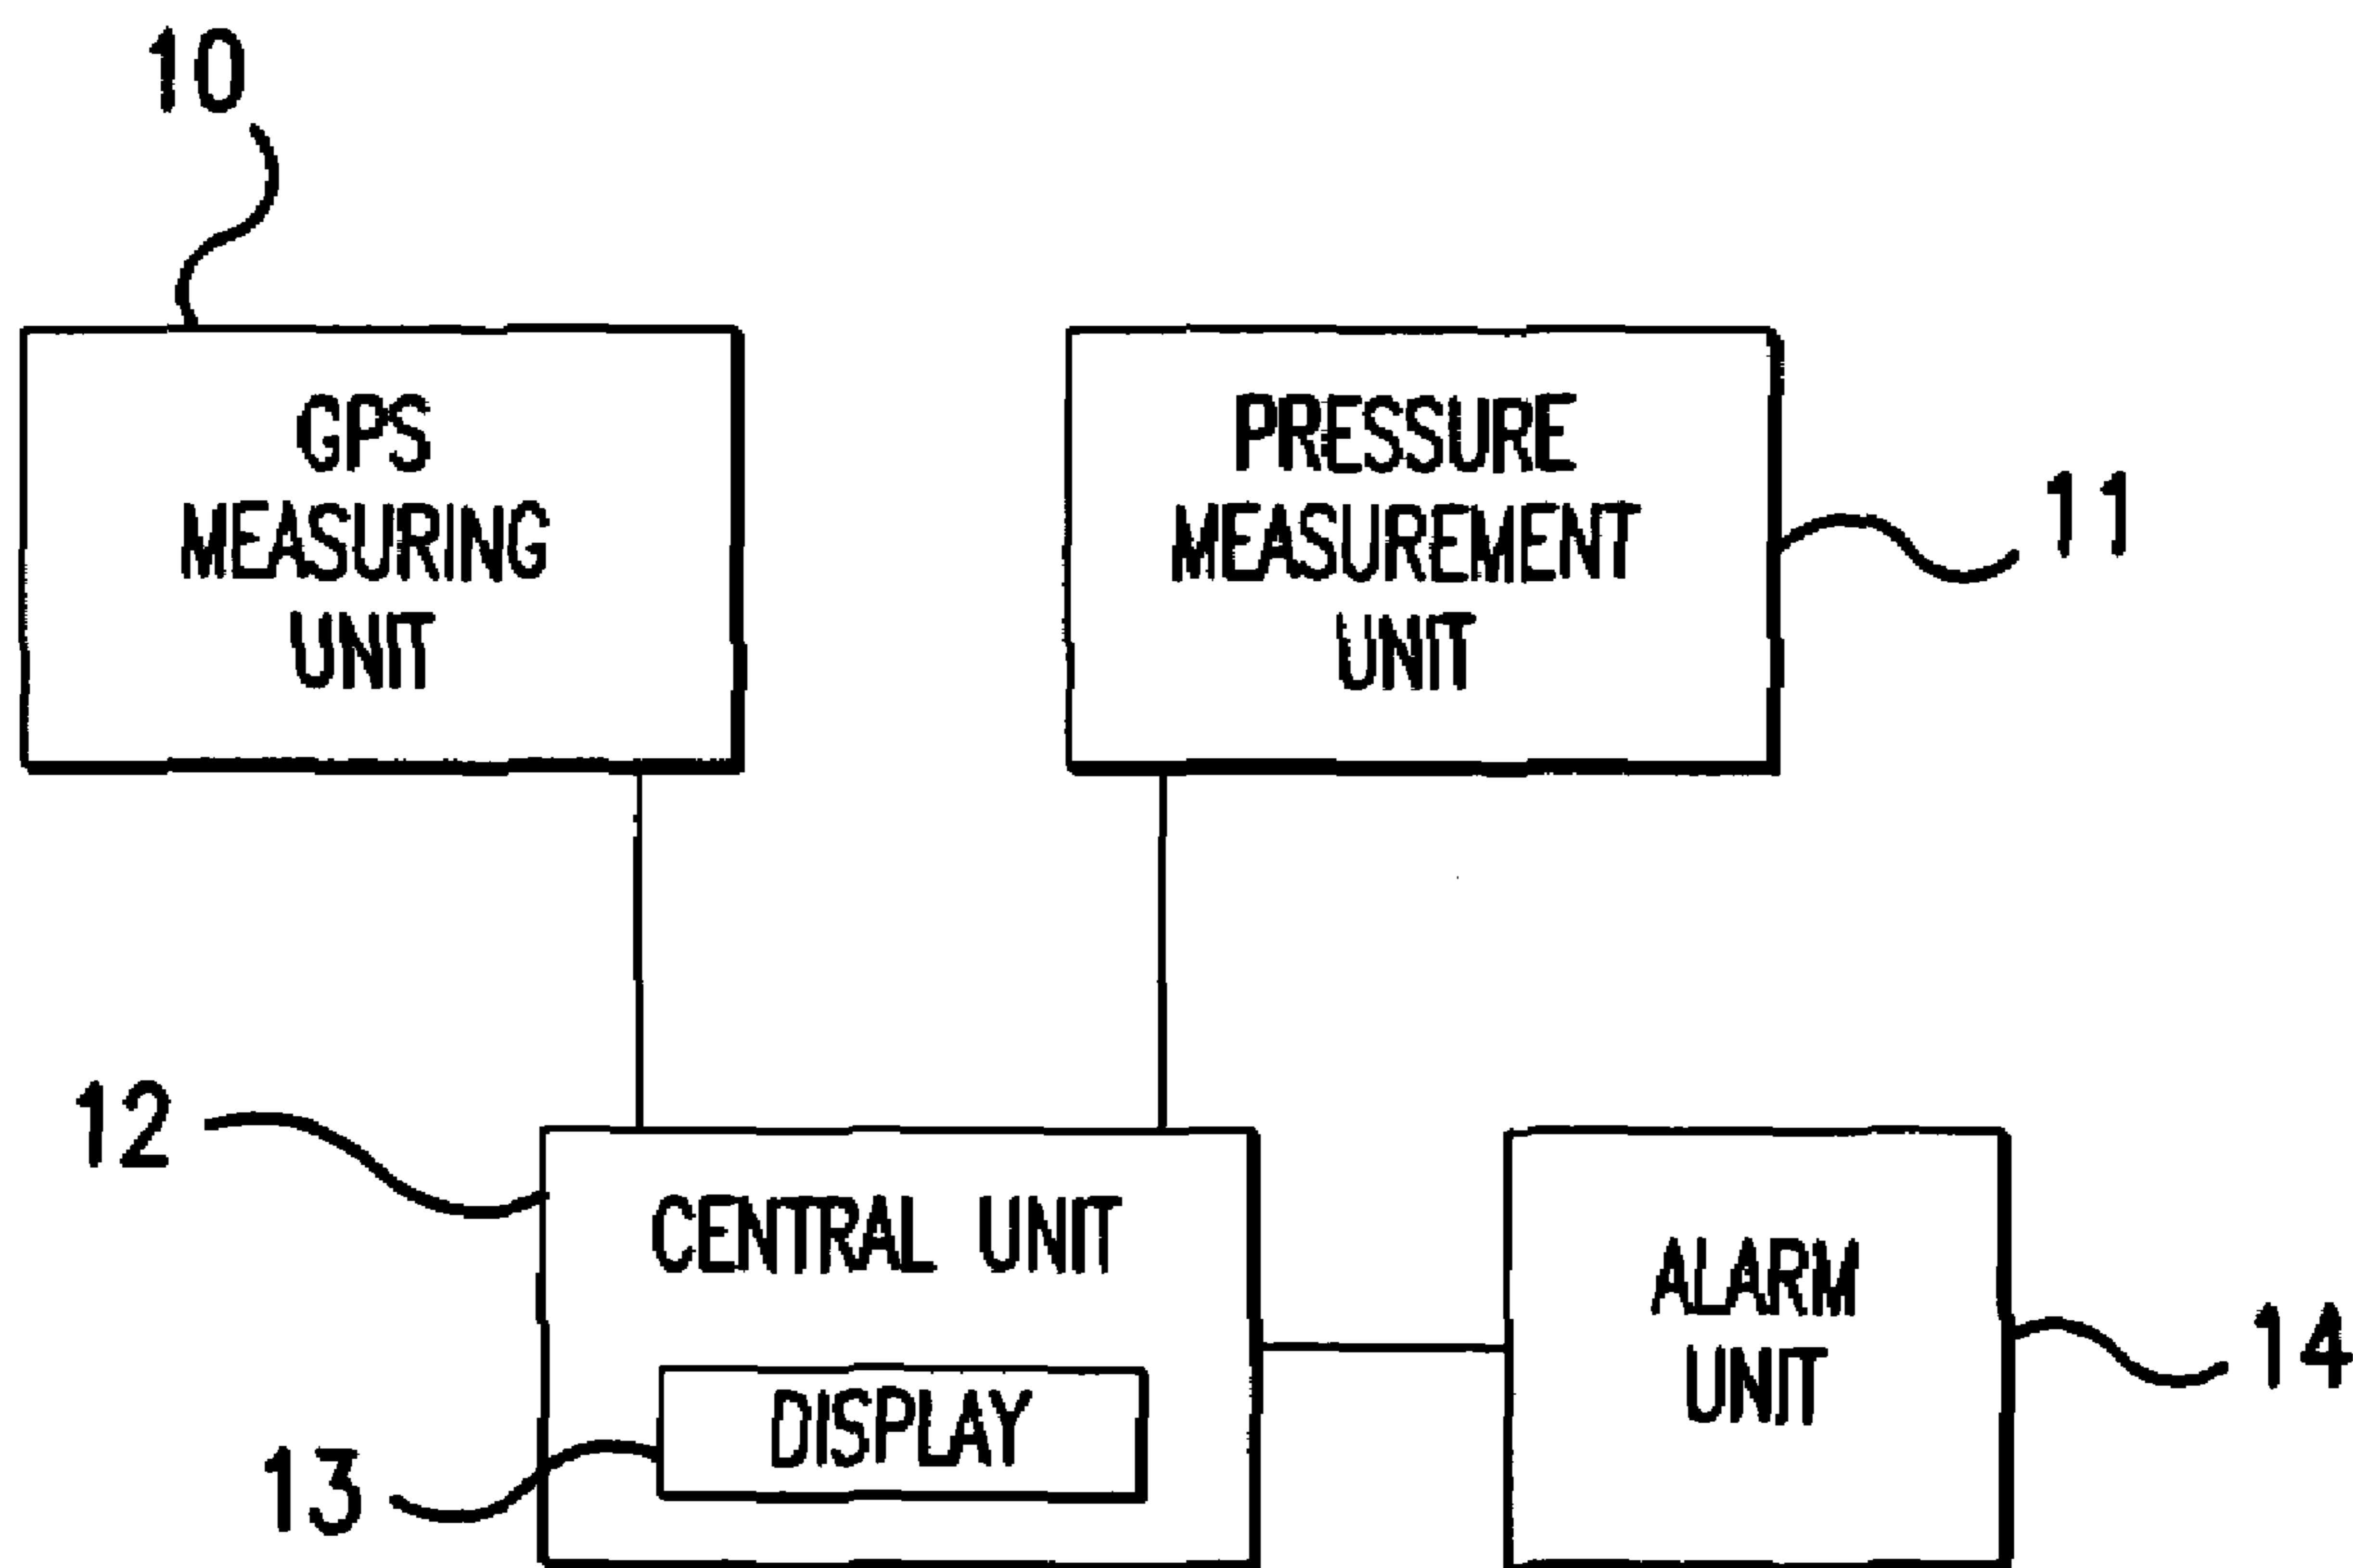 10
GPS
MEASURING
UNIT
PRESSURE
MEASUREMENT
UNIT
11
12
CENTRAL UNIT
DISPLAY
13
ALARM
UNIT
14